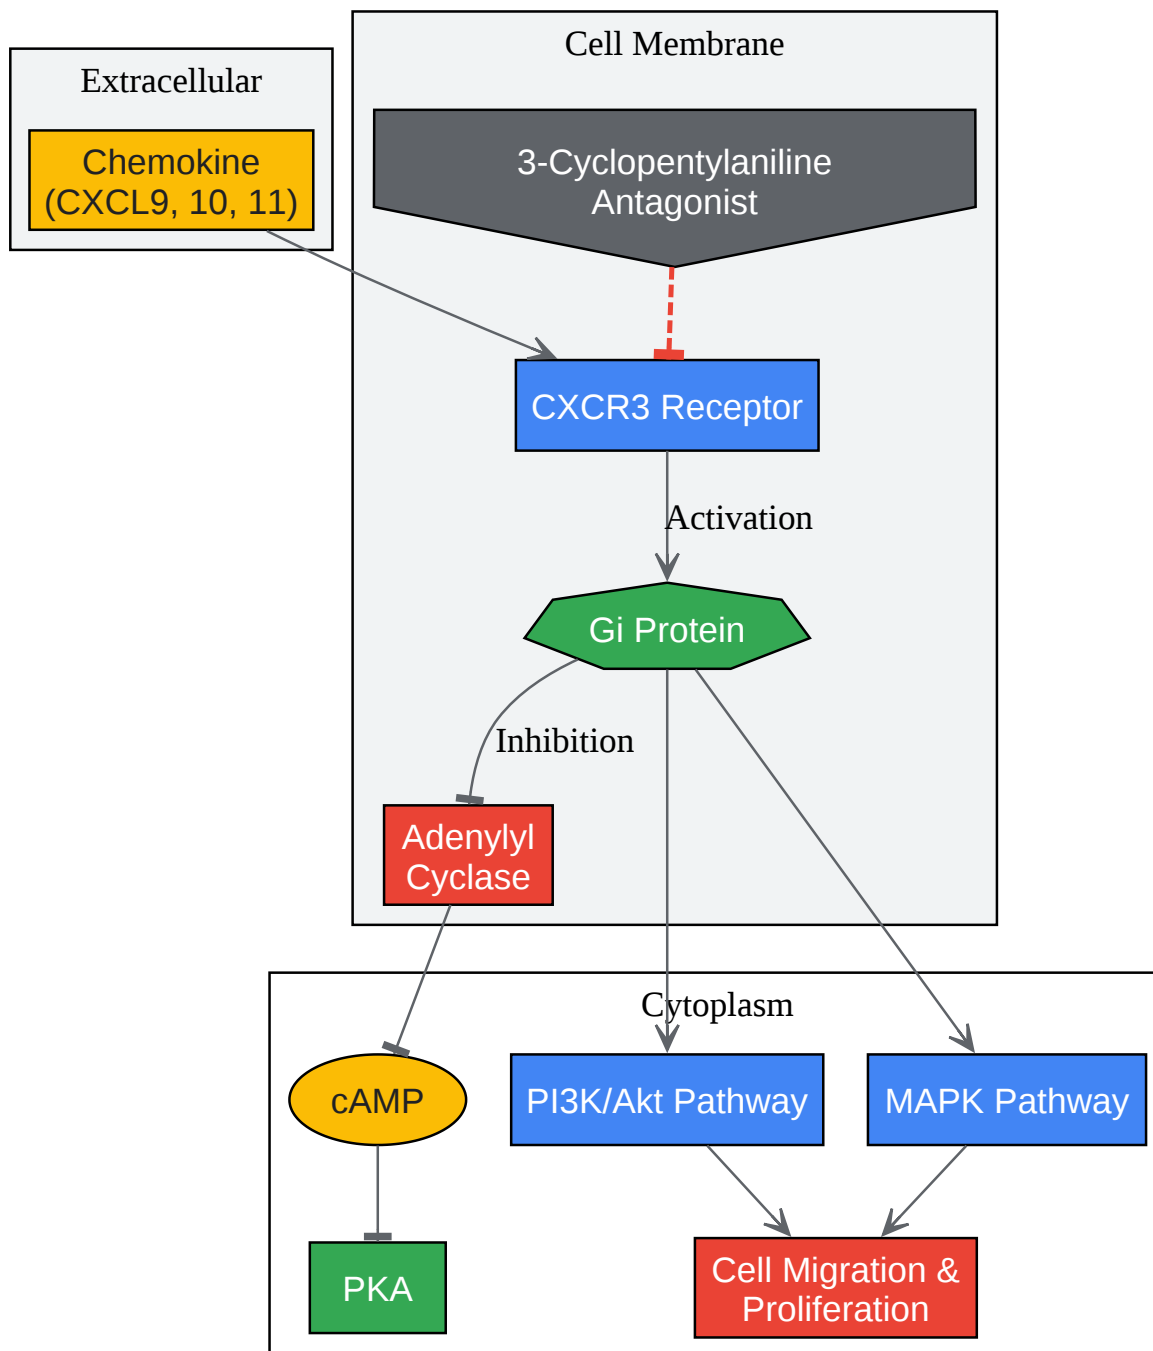 Cell Membrane
Extracellular
Chemokine
(CXCL9, 10, 11)
3-Cyclopentylaniline
Antagonist
CXCR3 Receptor
Activation
Gi Protein
Inhibition
Adenylyl
Cyclase
Cytoplasm
cAMP
PI3K/Akt Pathway
MAPK Pathway
PKA
Cell Migration &
Proliferation